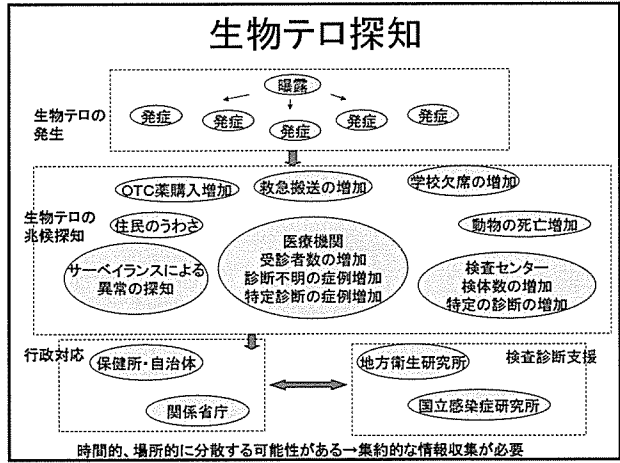 生物テロ探知
曝露
生物テロの
発生
発症
発症
発症
発症
発症
OTC薬購入増加
救急搬送の増加
学校欠席の増加
生物テロの
兆候探知
住民のうわさ
動物の死亡増加
サーベイランスによる
異常の探知
医療機関
受診者数の増加
診断不明の症例増加
特定診断の症例増加
検査センター
検体数の増加
特定の診断の増加
行政対応
保健所・自治体
関係省庁
地方衛生研究所
検査診断支援
国立感染症研究所
時間的、場所的に分散する可能性がある→集約的な情報収集が必要